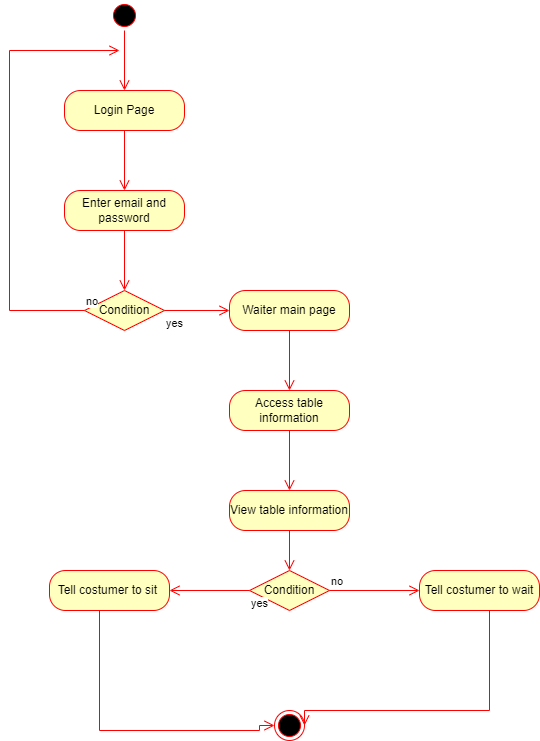 Login Page
Enter email and
password
no
Condition
yes
Waiter main page
Access table
information
View table information
Condition
yes
no
Tell costumer to sit
Tell costumer to wait